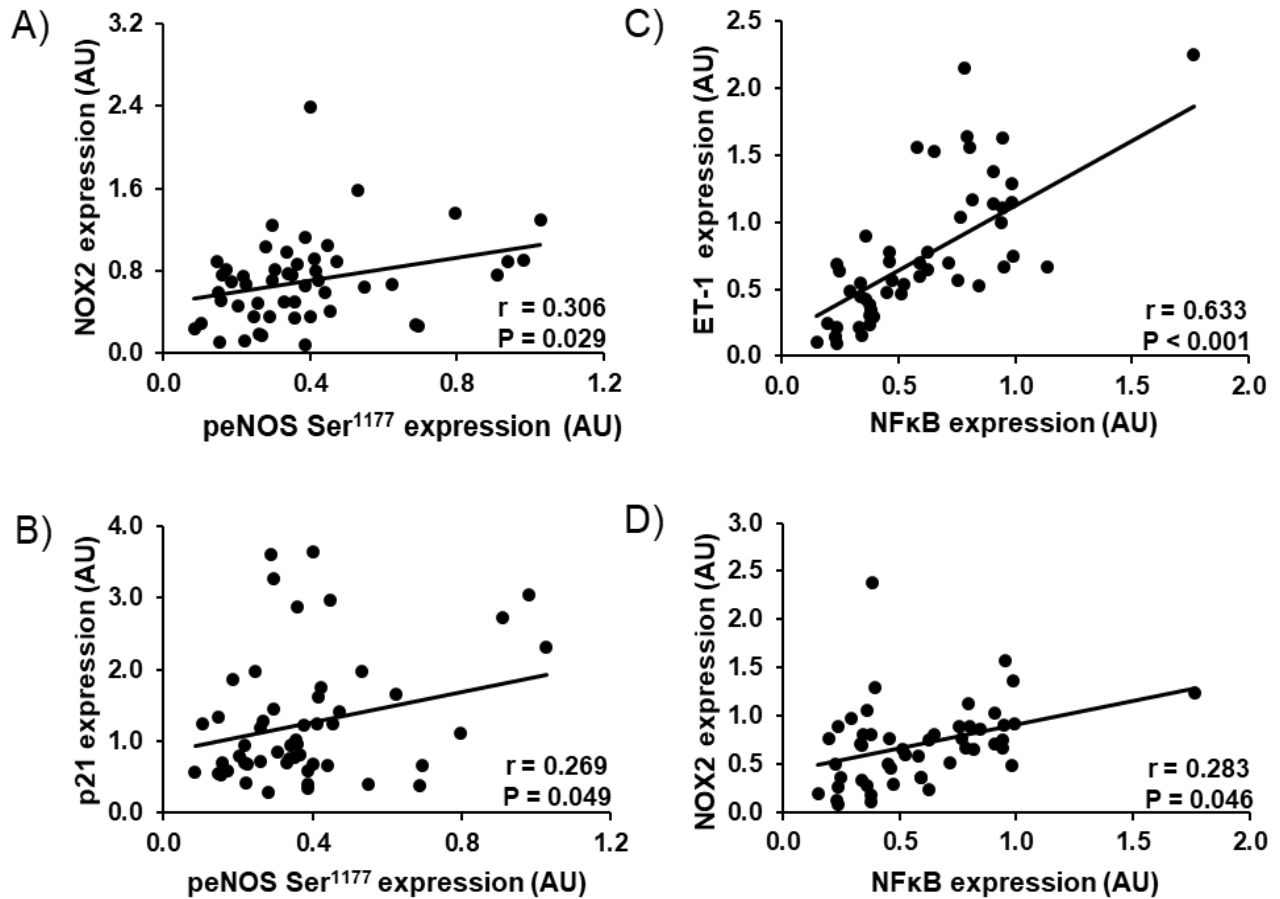 A)
NOX2 expression (AU)
3.2
2.4
1.6
0.8
0.0
r = 0.306
P = 0.029
0.0 0.4 0.8 1.2
peNOS Ser¹¹⁷⁷ expression (AU)
C)
ET-1 expression (AU)
2.5
2.0
1.5
1.0
0.5
0.0
r = 0.633
P < 0.001
0.0 0.5 1.0 1.5 2.0
NFκB expression (AU)
B)
p21 expression (AU)
4.0
3.0
2.0
1.0
0.0
r = 0.269
P = 0.049
0.0 0.4 0.8 1.2
peNOS Ser¹¹⁷⁷ expression (AU)
D)
NOX2 expression (AU)
3.0
2.5
2.0
1.5
1.0
0.5
0.0
r = 0.283
P = 0.046
0.0 0.5 1.0 1.5 2.0
NFκB expression (AU)